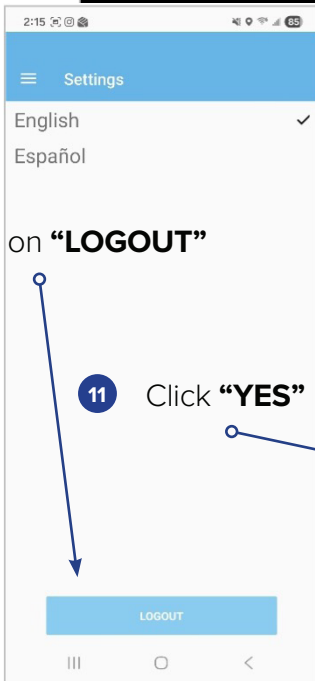 2:15 85
Settings
English
Español
on “LOGOUT”
11 Click “YES”
LOGOUT